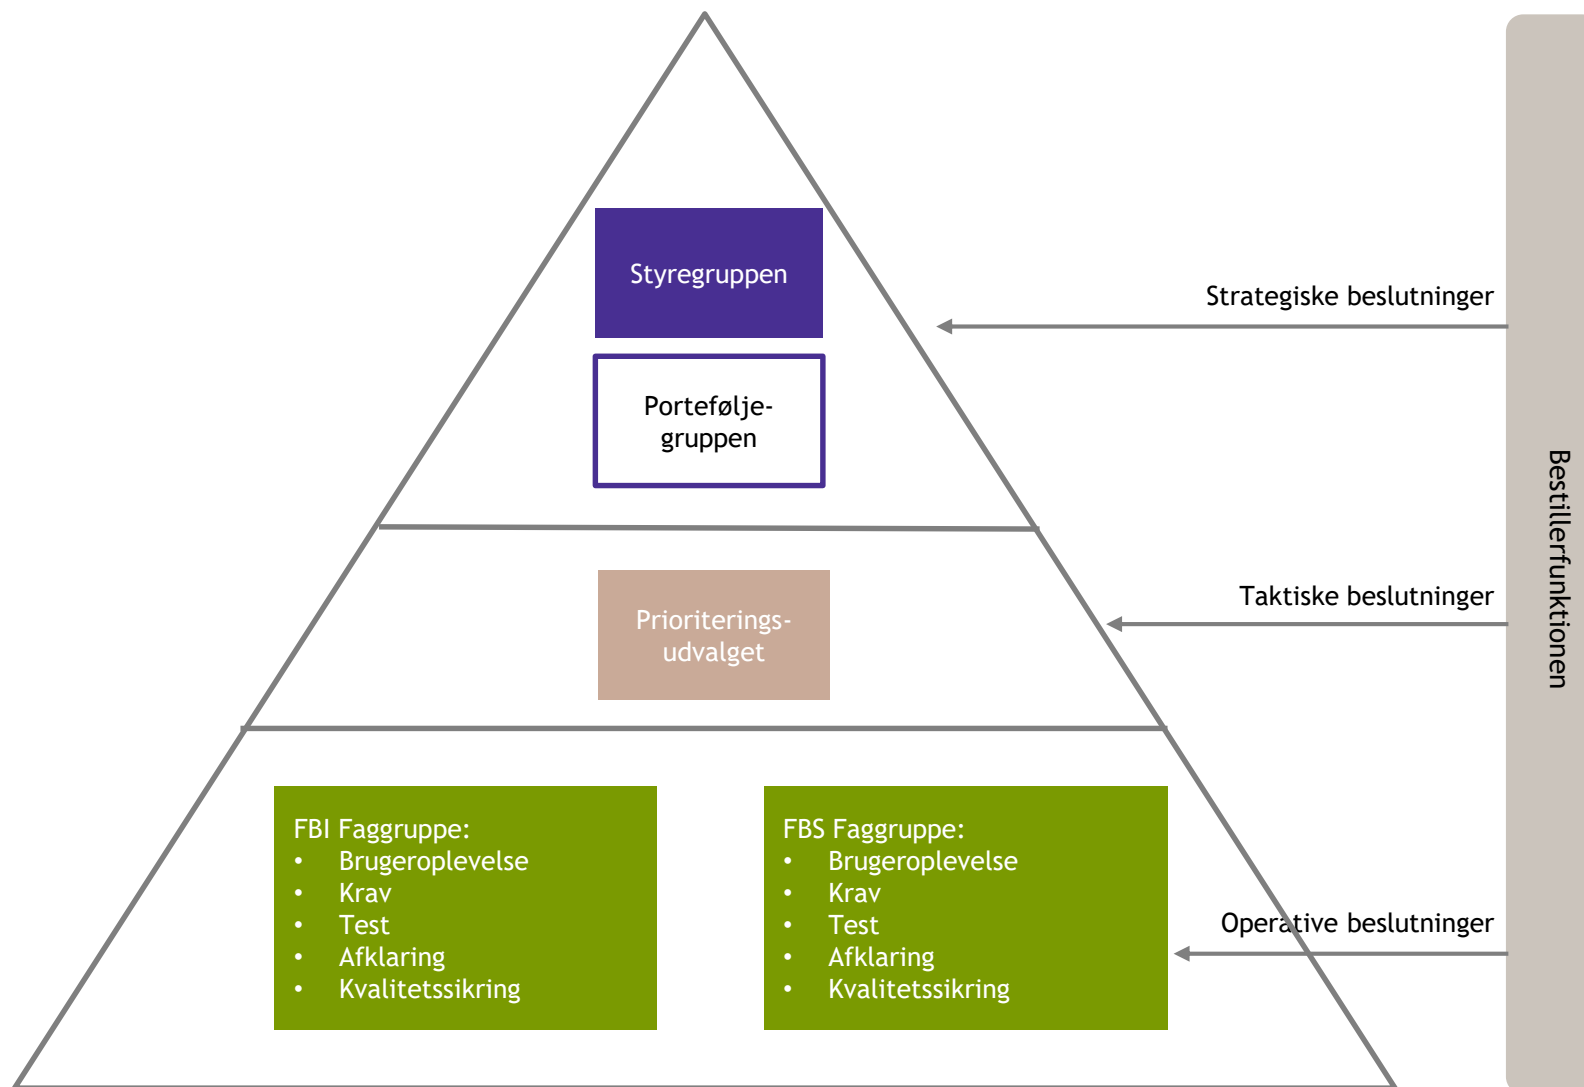 Styregruppen
Strategiske beslutninger
Portefølje-
gruppen
Taktiske beslutninger
Prioriterings-
udvalget
FBI Faggruppe:
• Brugeroplevelse
• Krav
• Test
• Afklaring
• Kvalitetssikring
FBS Faggruppe:
• Brugeroplevelse
• Krav
• Test
• Afklaring
• Kvalitetssikring
Operative beslutninger
Bestillerfunktionen